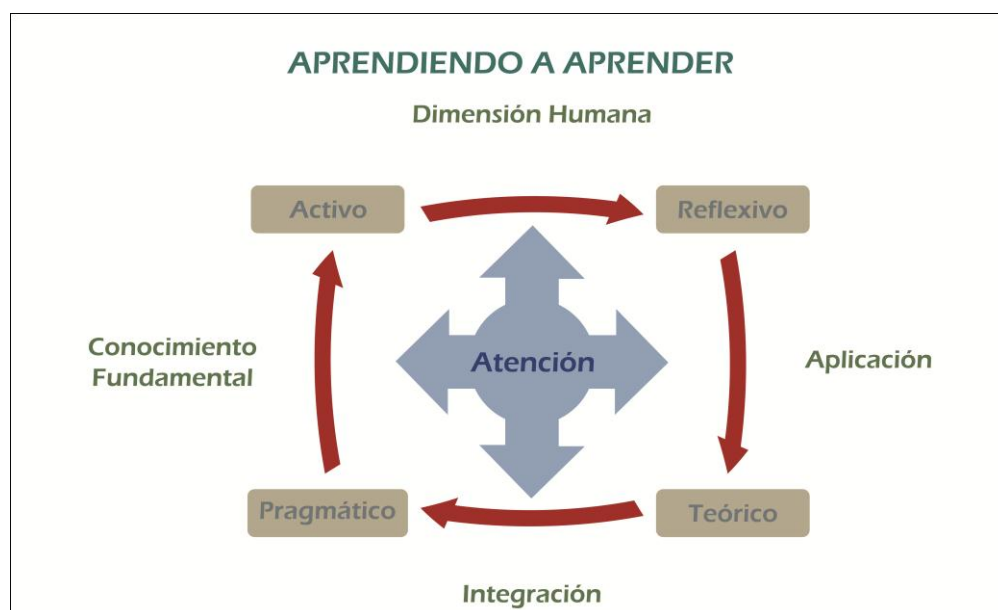 APRENDIENDO A APRENDER
Dimensión Humana
Activo
Reflexivo
Conocimiento
Fundamental
Atención
Aplicación
Pragmático
Teórico
Integración